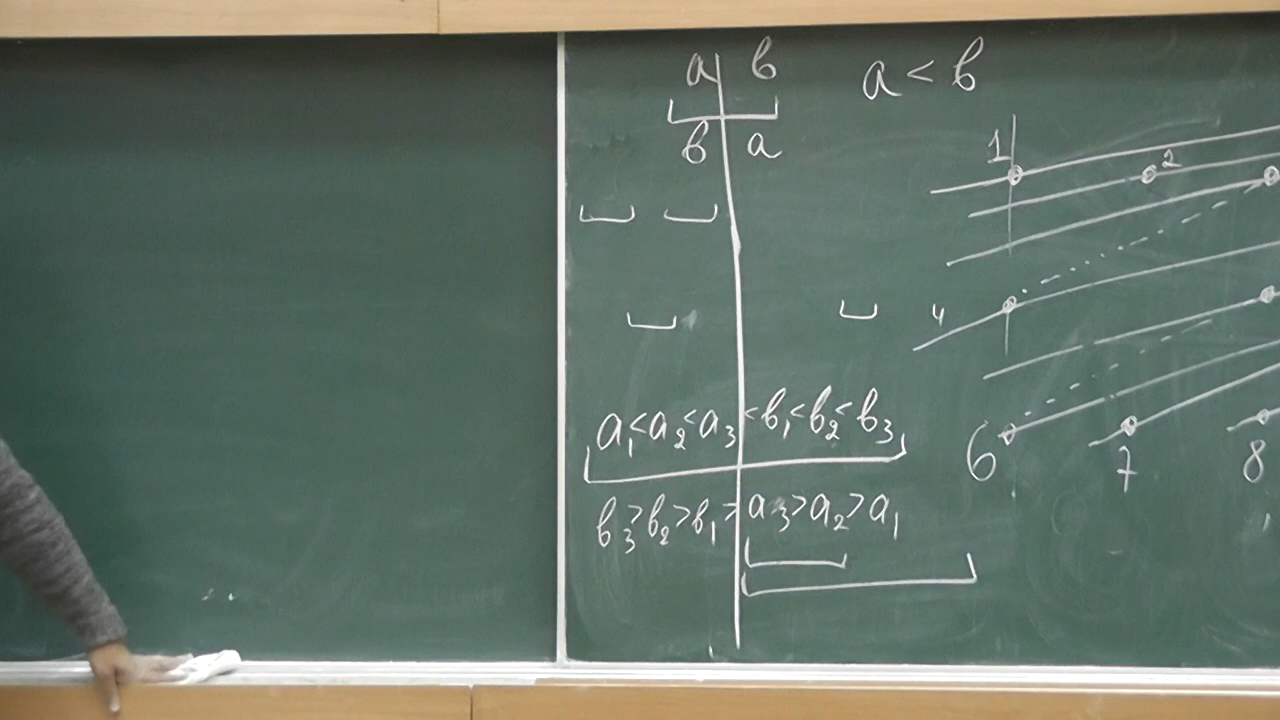 a b
b a
a < b
1 2
4
a₁<a₂<a₃<b₁<b₂<b₃
b₃>b₂>b₁>a₃>a₂>a₁
6 7 8